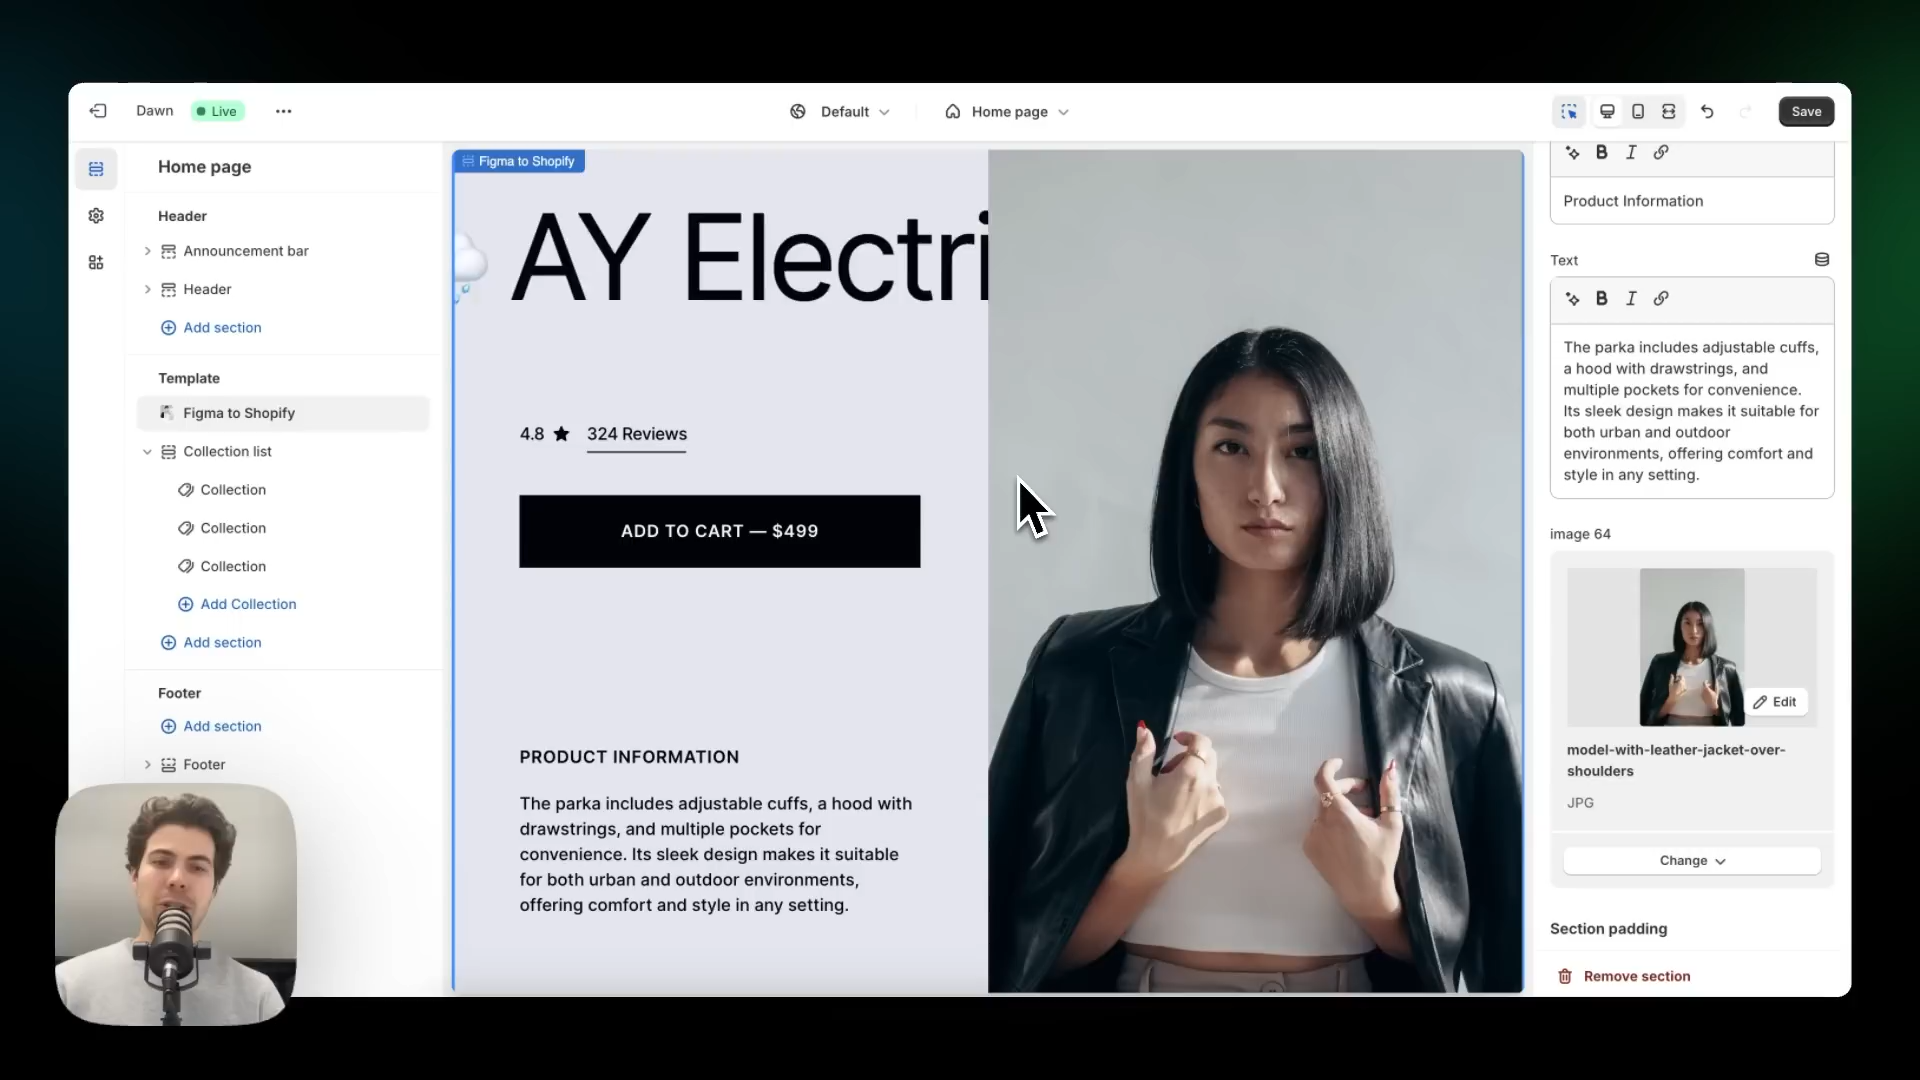 Dawn
Live
Default
Home page
Save
Home page
Header
Announcement bar
Header
Add section
Template
Figma to Shopify
Collection list
Collection
Collection
Collection
Add Collection
Add section
Footer
Add section
Footer
Figma to Shopify
AY Electri
4.8 ★ 324 Reviews
ADD TO CART — $499
PRODUCT INFORMATION
The parka includes adjustable cuffs, a hood with
drawstrings, and multiple pockets for
convenience. Its sleek design makes it suitable
for both urban and outdoor environments,
offering comfort and style in any setting.
B I
Product Information
Text
B I
The parka includes adjustable cuffs,
a hood with drawstrings, and
multiple pockets for convenience.
Its sleek design makes it suitable for
both urban and outdoor
environments, offering comfort and
style in any setting.
image 64
Edit
model-with-leather-jacket-over-
shoulders
JPG
Change
Section padding
Remove section